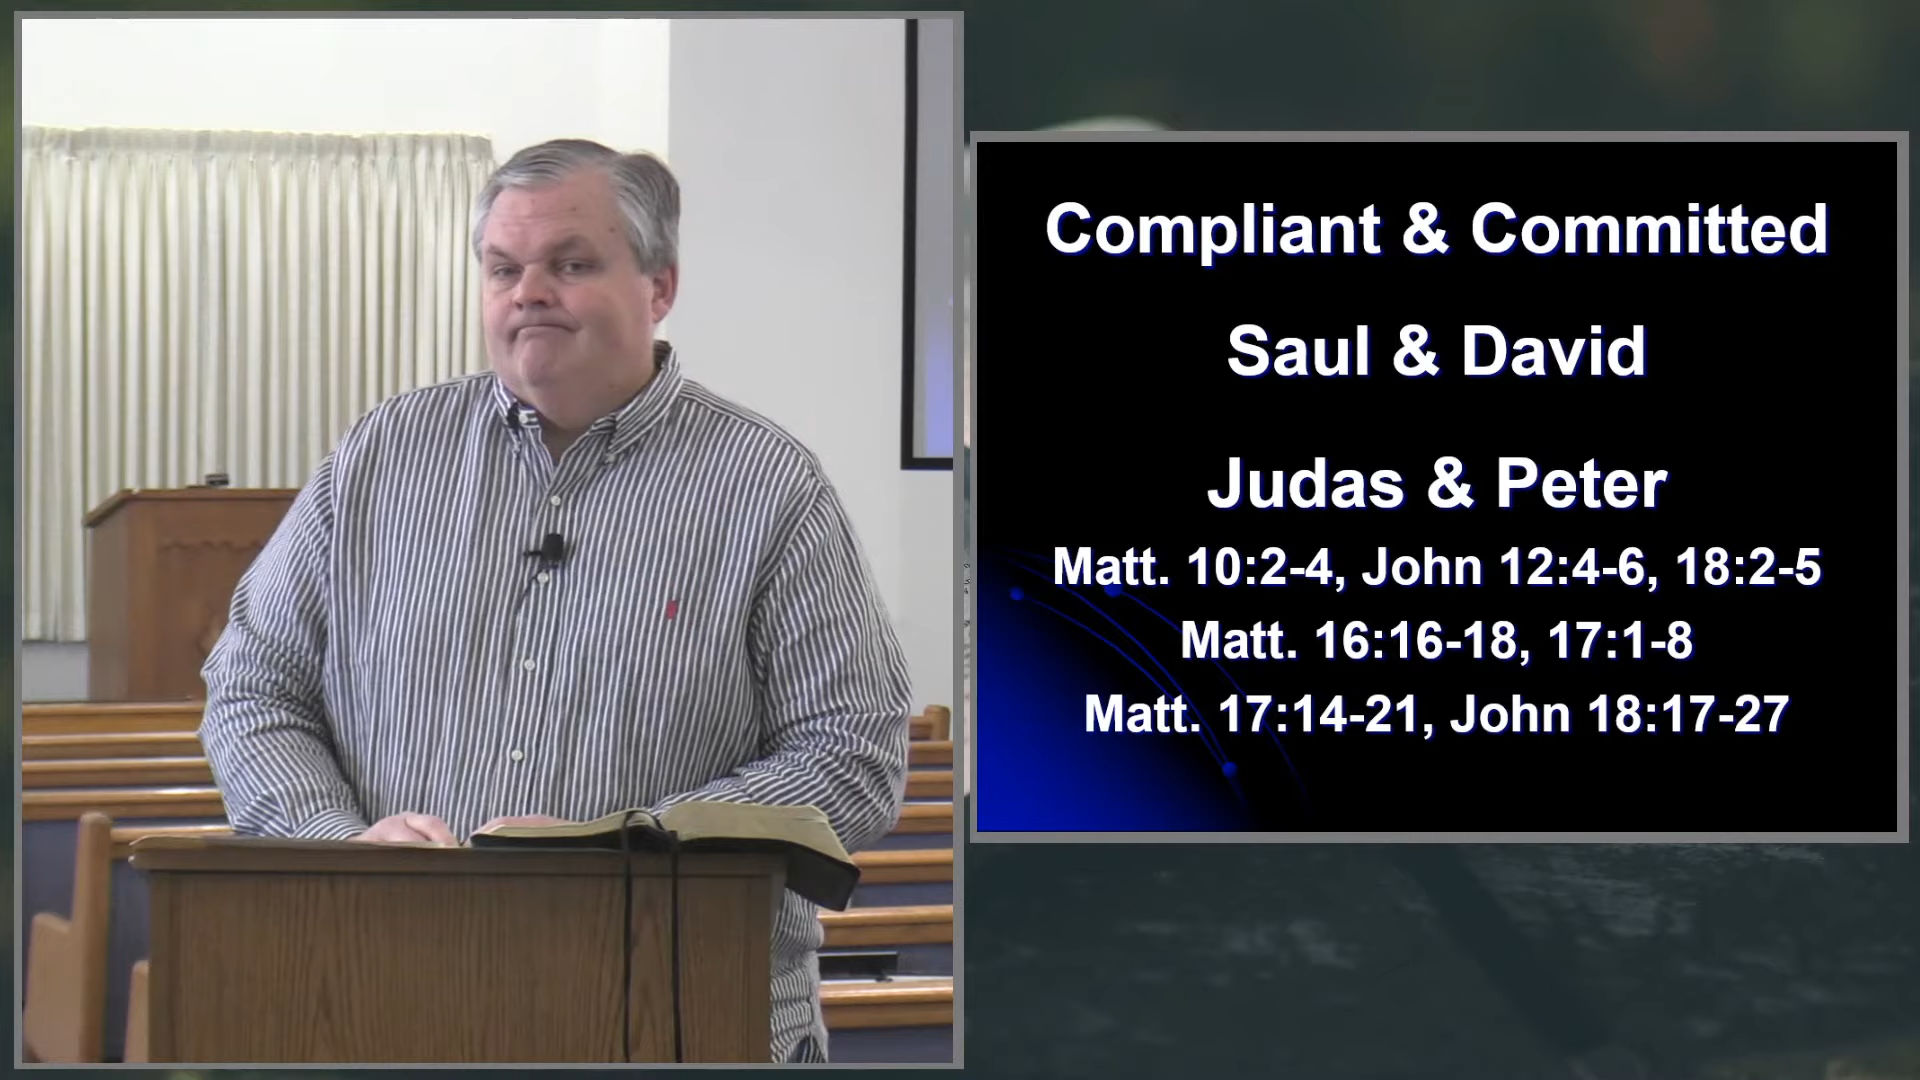 Compliant & Committed
Saul & David
Judas & Peter
Matt. 10:2-4, John 12:4-6, 18:2-5
Matt. 16:16-18, 17:1-8
Matt. 17:14-21, John 18:17-27